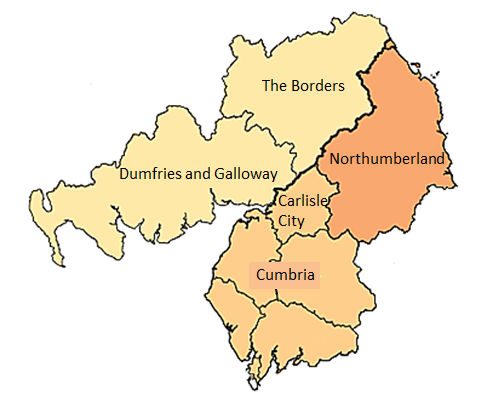 The Borders
Northumberland
Dumfries and Galloway
Carlisle
City
Cumbria